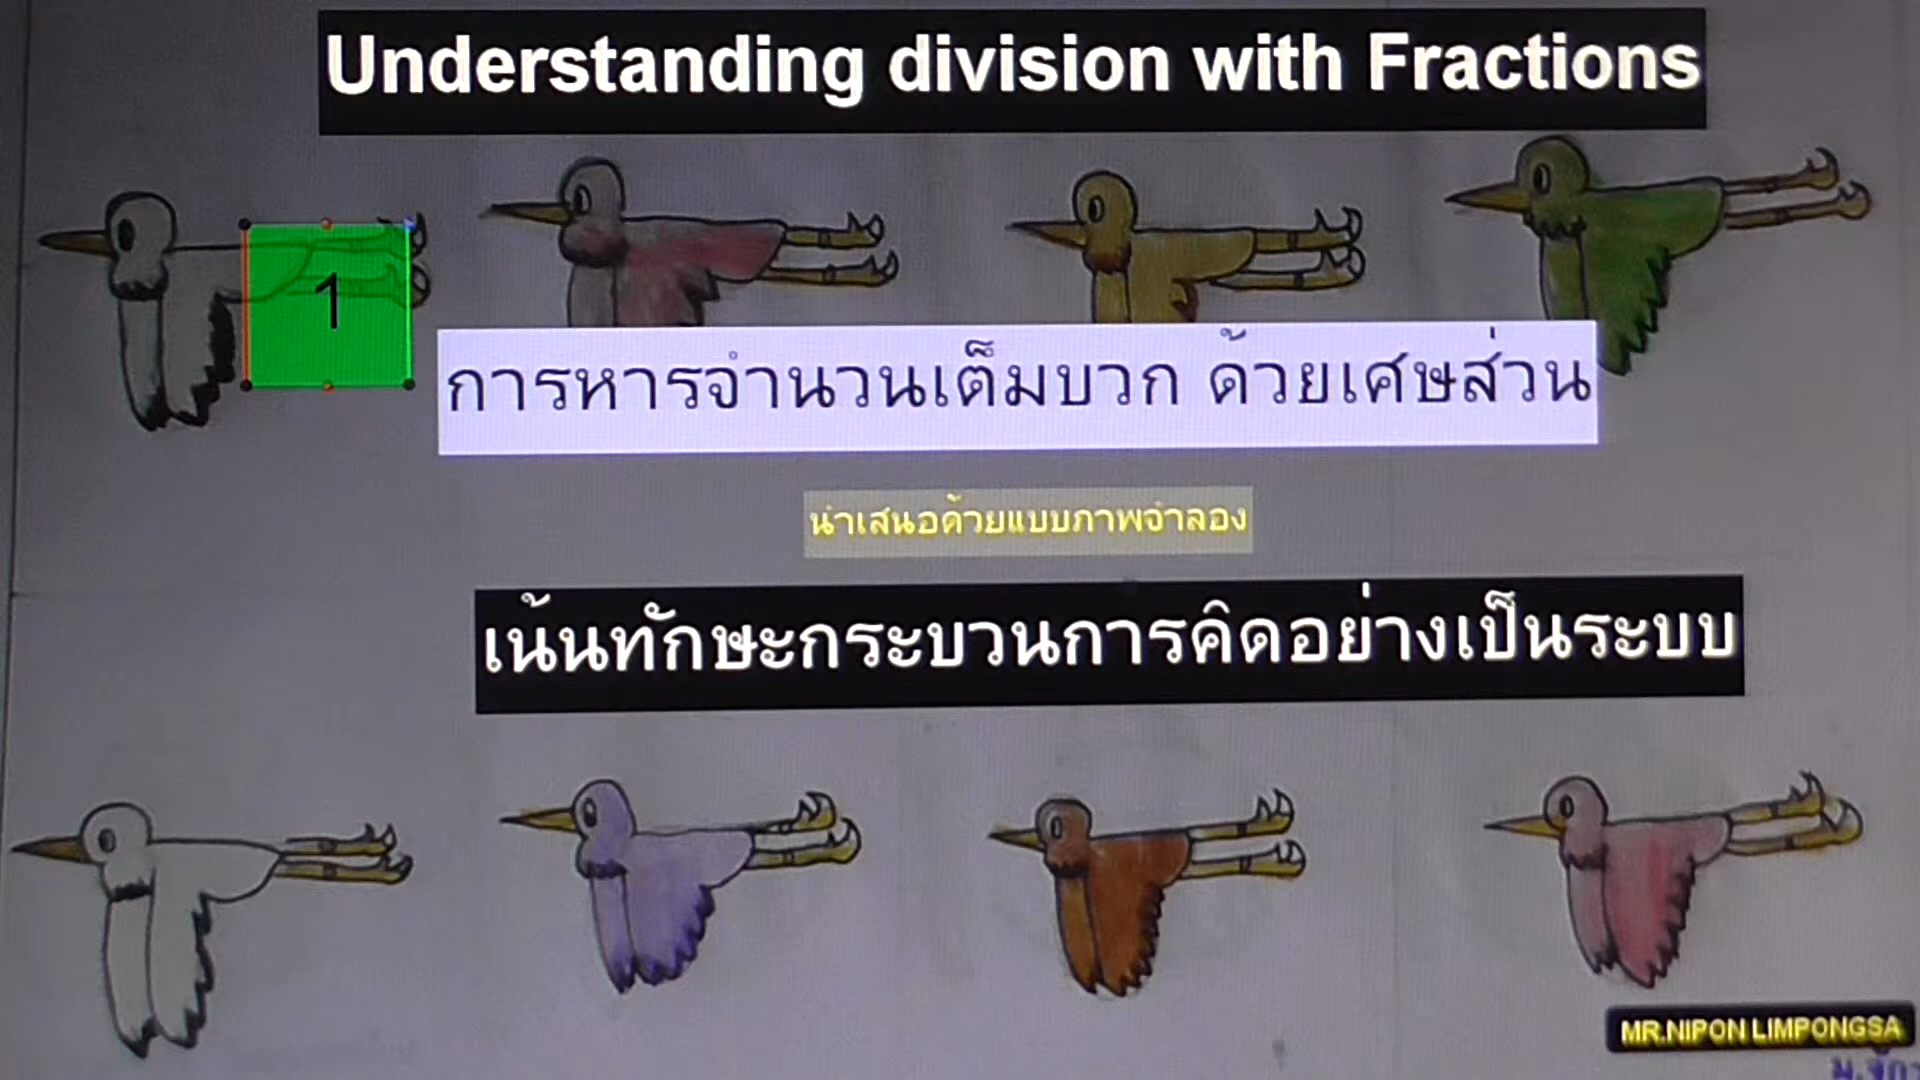 Understanding division with Fractions
1
การหารจำนวนเต็มบวก ด้วยเศษส่วน
นำเสนอด้วยแบบภาพจำลอง
เน้นทักษะกระบวนการคิดอย่างเป็นระบบ
MR.NIPON LIMPONGSA